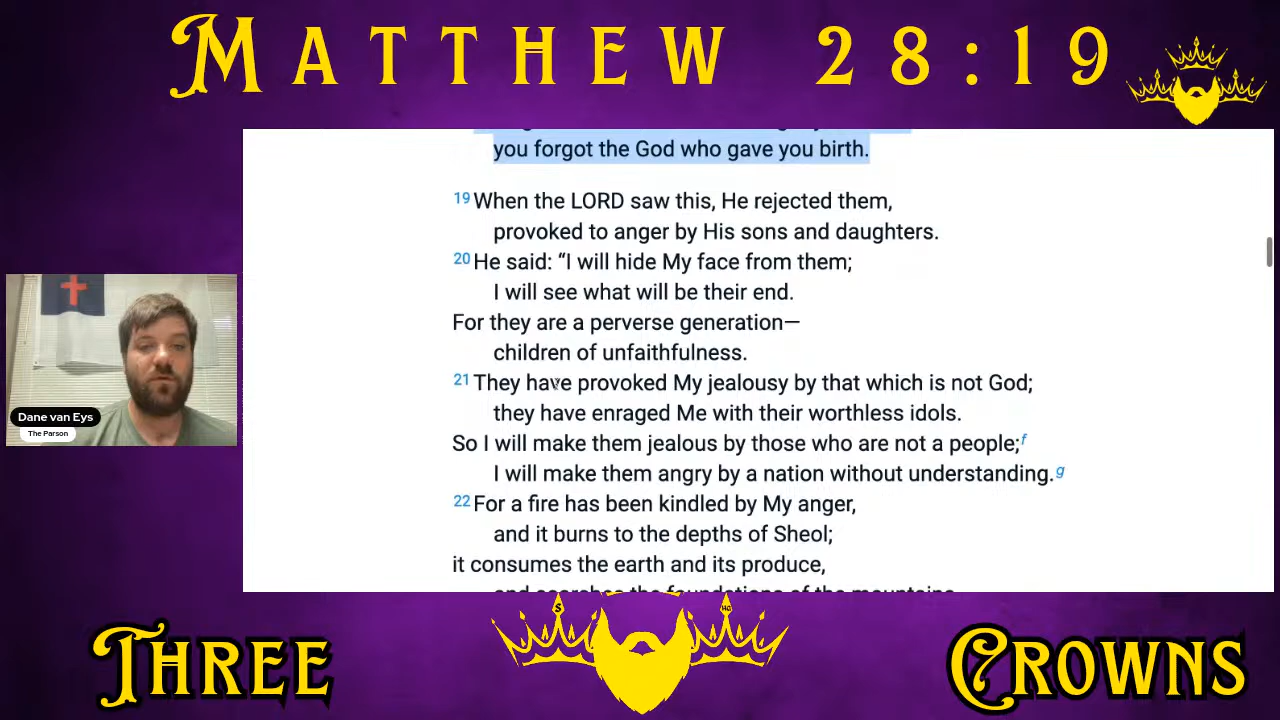 MATTHEW 28:19
you forgot the God who gave you birth.
19 When the LORD saw this, He rejected them,
provoked to anger by His sons and daughters.
20 He said: “I will hide My face from them;
I will see what will be their end.
For they are a perverse generation—
children of unfaithfulness.
21 They have provoked My jealousy by that which is not God;
they have enraged Me with their worthless idols.
So I will make them jealous by those who are not a people;f
I will make them angry by a nation without understanding.g
22 For a fire has been kindled by My anger,
and it burns to the depths of Sheol;
it consumes the earth and its produce,
Dane van Eys
The Parson
S
HG
THREE
CROWNS